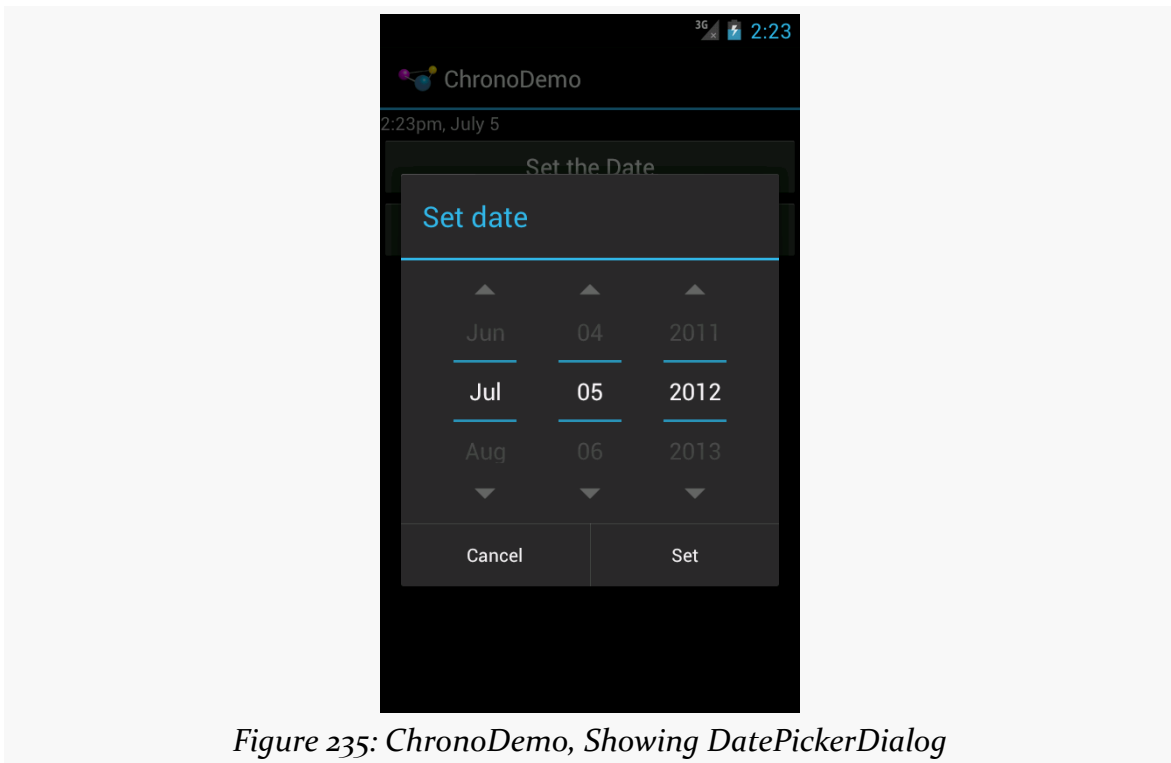 3G 2:23
ChronoDemo
2:23pm, July 5
Set the Date
Set date
Jun 04 2011
Jul 05 2012
Aug 06 2013
Cancel Set
Figure 235: ChronoDemo, Showing DatePickerDialog